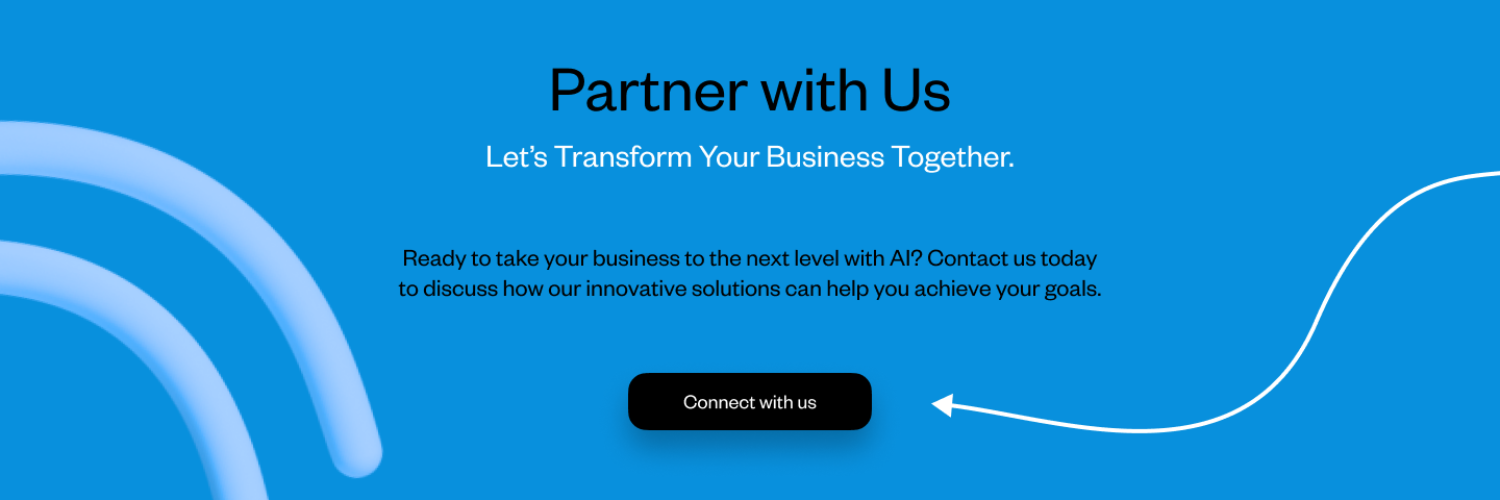 Partner with Us
Let’s Transform Your Business Together.
Ready to take your business to the next level with AI? Contact us today
to discuss how our innovative solutions can help you achieve your goals.
Connect with us